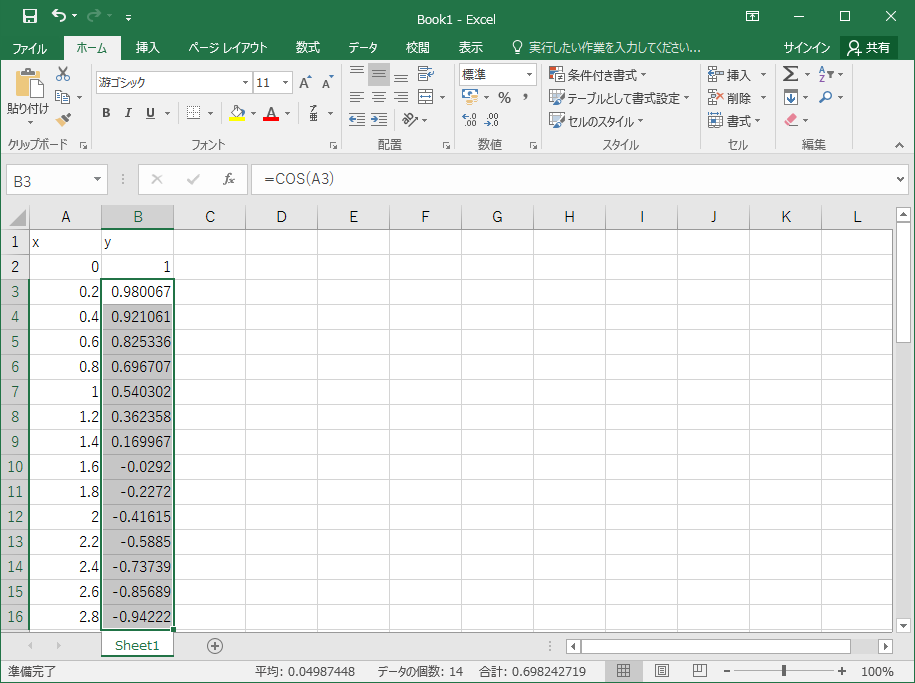 Book1 - Excel
ファイル ホーム 挿入 ページ レイアウト 数式 データ 校閲 表示 実行したい作業を入力してください... サインイン 共有
貼り付け 游ゴシック 11 A A 標準 条件付き書式 挿入 Σ
B I U A % , テーブルとして書式設定 削除
セルのスタイル 書式
クリップボード フォント 配置 数値 スタイル セル 編集
B3 fx =COS(A3)
A B C D E F G H I J K L
1 x y
2 0 1
3 0.2 0.980067
4 0.4 0.921061
5 0.6 0.825336
6 0.8 0.696707
7 1 0.540302
8 1.2 0.362358
9 1.4 0.169967
10 1.6 -0.0292
11 1.8 -0.2272
12 2 -0.41615
13 2.2 -0.5885
14 2.4 -0.73739
15 2.6 -0.85689
16 2.8 -0.94222
Sheet1
準備完了 平均: 0.04987448 データの個数: 14 合計: 0.698242719 100%